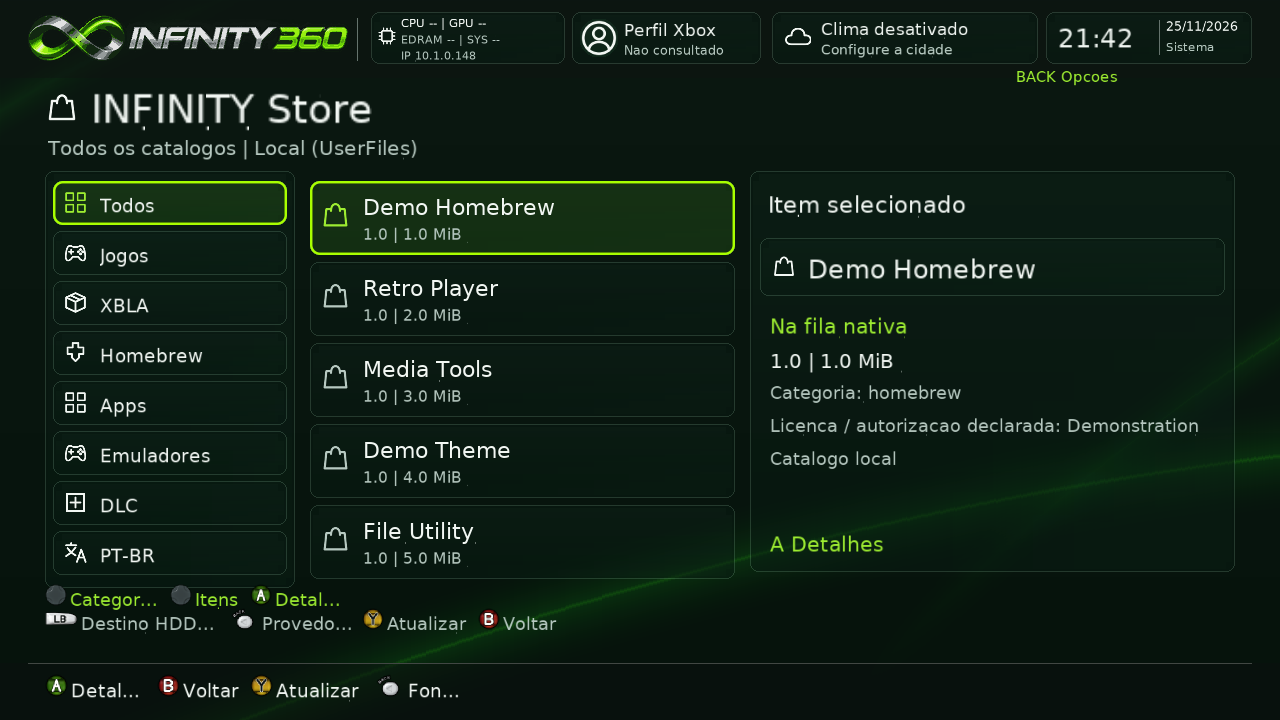 INFINITY 360
CPU -- | GPU --
EDRAM -- | SYS --
IP 10.1.0.148
Perfil Xbox
Nao consultado
Clima desativado
Configure a cidade
21:42
25/11/2026
Sistema
BACK Opcoes
INFINITY Store
Todos os catalogos | Local (UserFiles)
Todos
Jogos
XBLA
Homebrew
Apps
Emuladores
DLC
PT-BR
Demo Homebrew
1.0 | 1.0 MiB
Retro Player
1.0 | 2.0 MiB
Media Tools
1.0 | 3.0 MiB
Demo Theme
1.0 | 4.0 MiB
File Utility
1.0 | 5.0 MiB
Item selecionado
Demo Homebrew
Na fila nativa
1.0 | 1.0 MiB
Categoria: homebrew
Licenca / autorizacao declarada: Demonstration
Catalogo local
A Detalhes
Categor... Itens A Detal...
LB Destino HDD... Provedo... Y Atualizar B Voltar
A Detal... B Voltar Y Atualizar Fon...